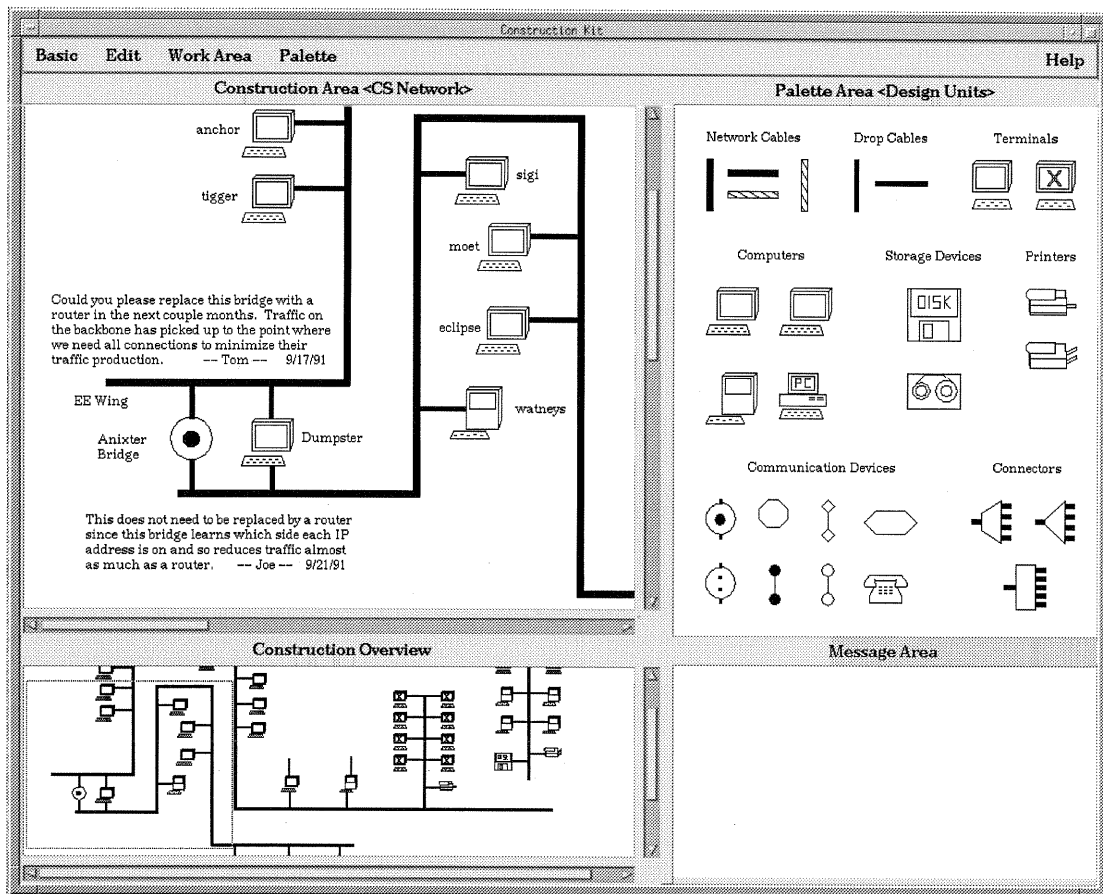 Construction Kit
Basic Edit Work Area Palette Help
Construction Area <CS Network>
anchor
tigger
sigi
moet
eclipse
watneys
Could you please replace this bridge with a
router in the next couple months. Traffic on
the backbone has picked up to the point where
we need all connections to minimize their
traffic production. -- Tom -- 9/17/91
EE Wing
Anixter
Bridge
Dumpster
This does not need to be replaced by a router
since this bridge learns which side each IP
address is on and so reduces traffic almost
as much as a router. -- Joe -- 9/21/91
Palette Area <Design Units>
Network Cables Drop Cables Terminals
X
Computers Storage Devices Printers
DISK
PC
Communication Devices Connectors
Construction Overview
Message Area